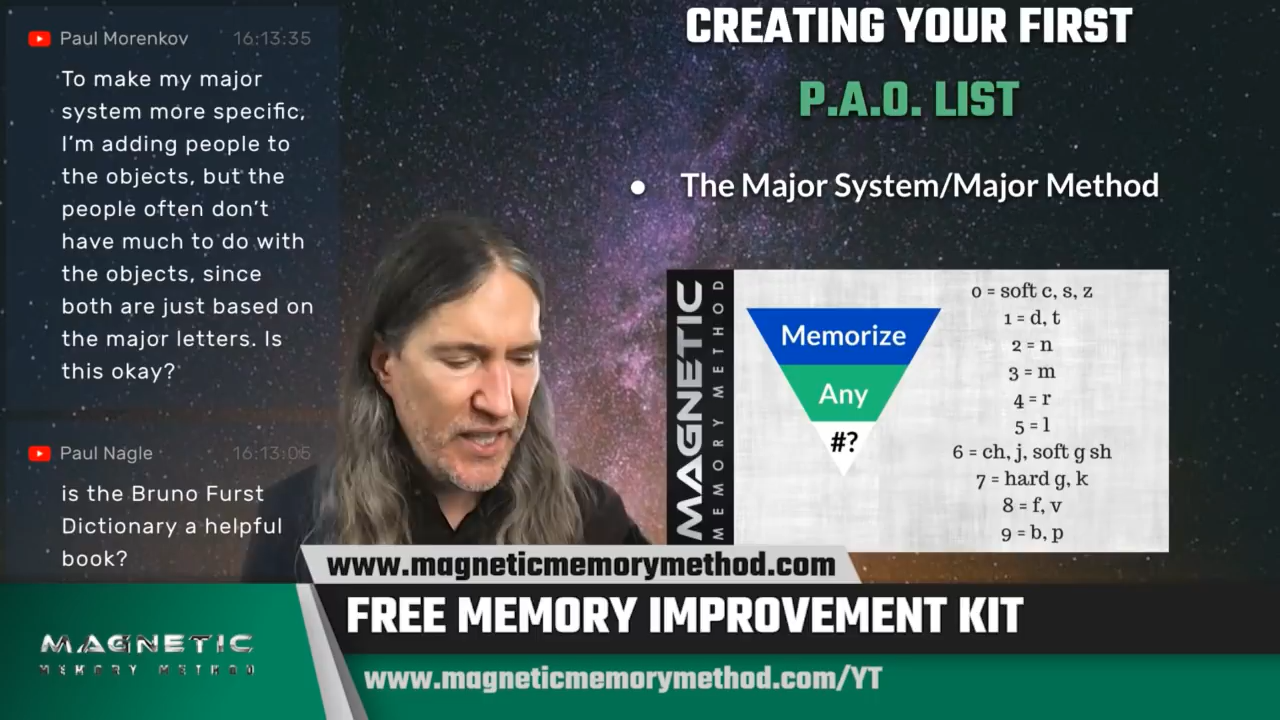 Paul Morenkov 16:13:35
To make my major
system more specific,
I'm adding people to
the objects, but the
people often don't
have much to do with
the objects, since
both are just based on
the major letters. Is
this okay?
Paul Nagle 16:13:05
is the Bruno Furst
Dictionary a helpful
book?
CREATING YOUR FIRST
P.A.O. LIST
• The Major System/Major Method
MAGNETIC
MEMORY METHOD
Memorize
Any
#?
0 = soft c, s, z
1 = d, t
2 = n
3 = m
4 = r
5 = l
6 = ch, j, soft g sh
7 = hard g, k
8 = f, v
9 = b, p
www.magneticmemorymethod.com
FREE MEMORY IMPROVEMENT KIT
www.magneticmemorymethod.com/YT
MAGNETIC
MEMORY METHOD